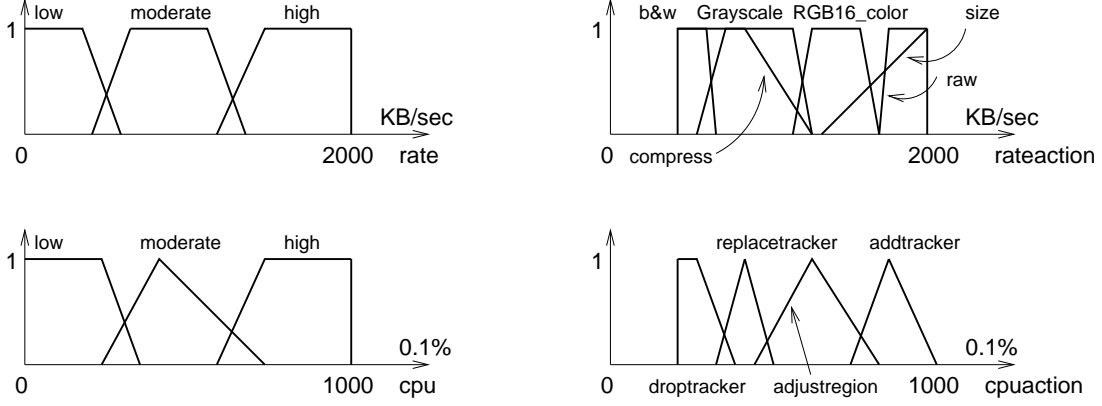 low moderate high
1
KB/sec
0 2000 rate
b&w Grayscale RGB16_color size
1
raw
KB/sec
compress
0 2000 rateaction
low moderate high
1
0.1%
0 1000 cpu
replacetracker addtracker
1
0.1%
0 droptracker adjustregion 1000 cpuaction